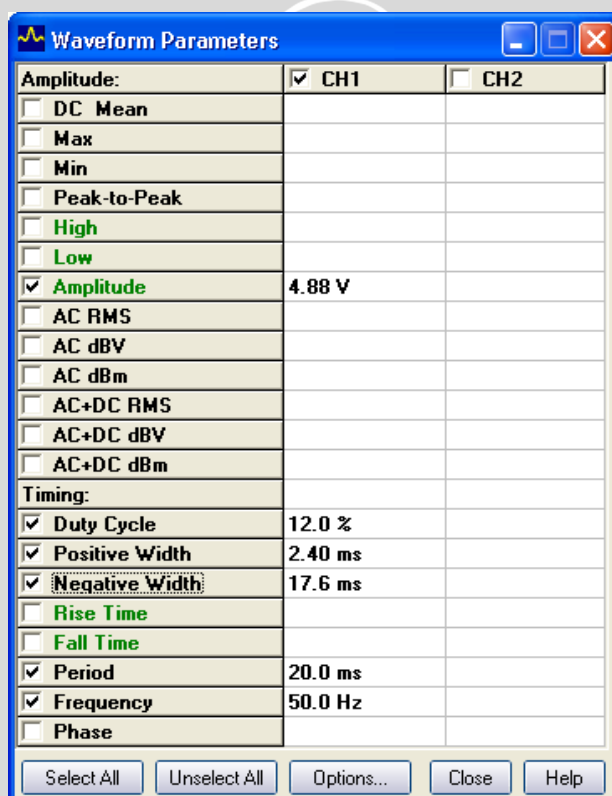 Waveform Parameters
Amplitude: CH1 CH2
DC Mean
Max
Min
Peak-to-Peak
High
Low
Amplitude 4.88 V
AC RMS
AC dBV
AC dBm
AC+DC RMS
AC+DC dBV
AC+DC dBm
Timing:
Duty Cycle 12.0 %
Positive Width 2.40 ms
Negative Width 17.6 ms
Rise Time
Fall Time
Period 20.0 ms
Frequency 50.0 Hz
Phase
Select All Unselect All Options... Close Help